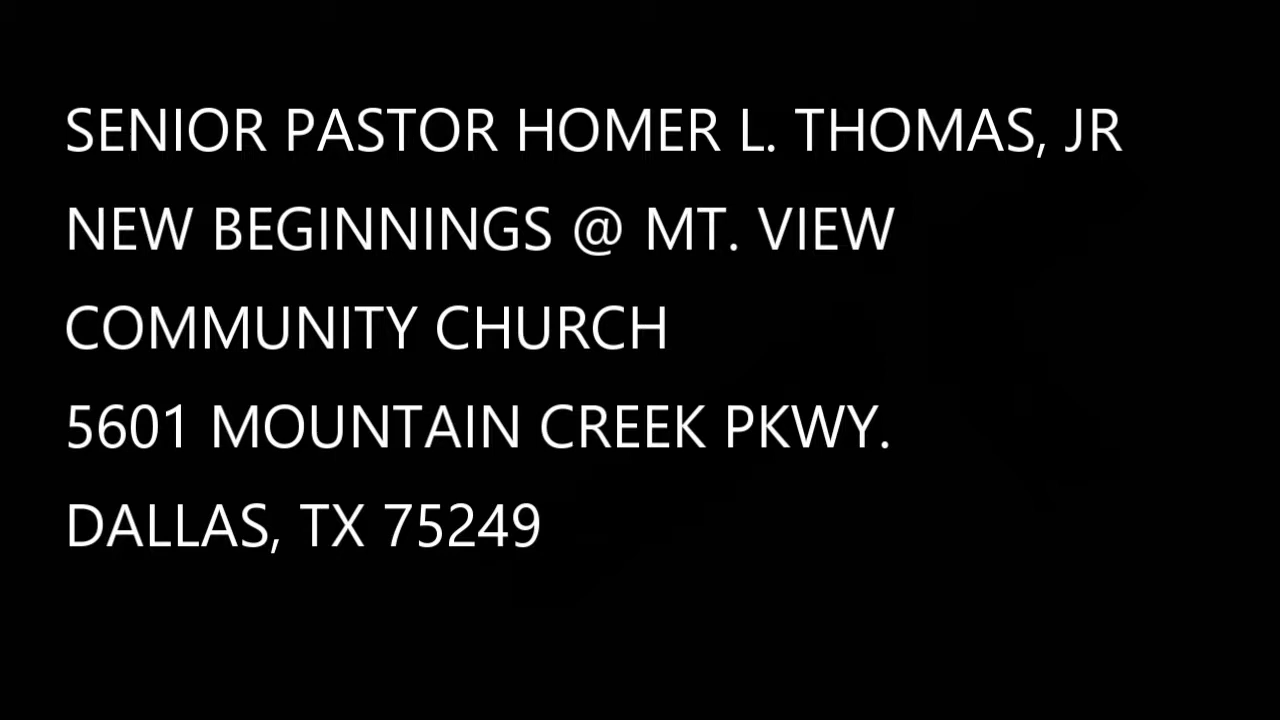 SENIOR PASTOR HOMER L. THOMAS, JR
NEW BEGINNINGS @ MT. VIEW
COMMUNITY CHURCH
5601 MOUNTAIN CREEK PKWY.
DALLAS, TX 75249